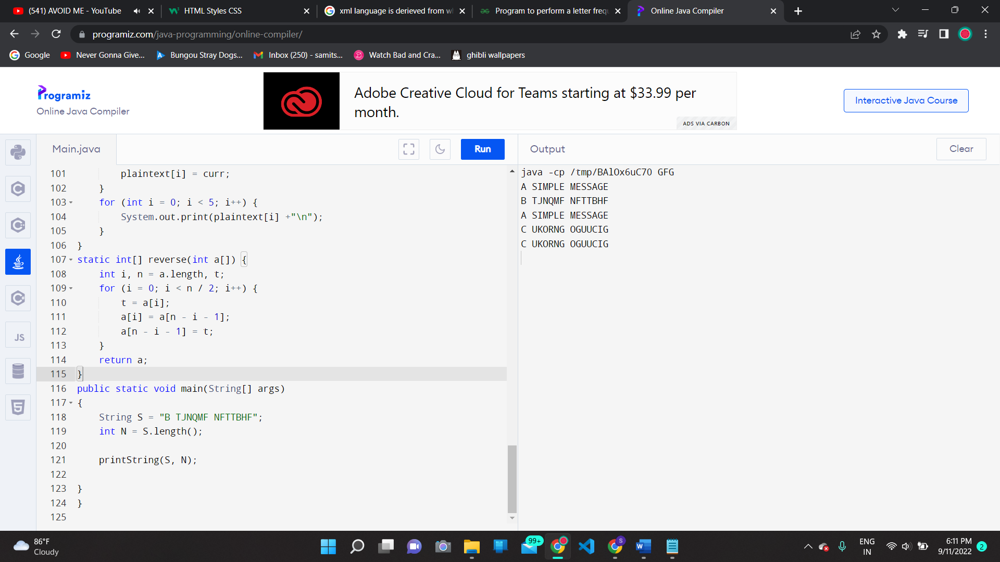 (541) AVOID ME - YouTube
HTML Styles CSS
xml language is derieved from wh
Program to perform a letter frequ
Online Java Compiler
programiz.com/java-programming/online-compiler/
Google
Never Gonna Give...
Bungou Stray Dogs...
Inbox (250) - samits...
Watch Bad and Cra...
ghibli wallpapers
Programiz
Online Java Compiler
Adobe Creative Cloud for Teams starting at $33.99 per
month.
ADS VIA CARBON
Interactive Java Course
Main.java
Run
Output
Clear
101 plaintext[i] = curr;
102 }
103 for (int i = 0; i < 5; i++) {
104 System.out.print(plaintext[i] +"\n");
105 }
106 }
107 static int[] reverse(int a[]) {
108 int i, n = a.length, t;
109 for (i = 0; i < n / 2; i++) {
110 t = a[i];
111 a[i] = a[n - i - 1];
112 a[n - i - 1] = t;
113 }
114 return a;
115 }
116 public static void main(String[] args)
117 {
118 String S = "B TJNQMF NFTTBHF";
119 int N = S.length();
120
121 printString(S, N);
122
123 }
124 }
125
java -cp /tmp/BAlOx6uC7O GFG
A SIMPLE MESSAGE
B TJNQMF NFTTBHF
A SIMPLE MESSAGE
C UKORNG OGUUCIG
C UKORNG OGUUCIG
JS
86°F
Cloudy
99+
S
W
ENG
IN
6:11 PM
9/11/2022
2